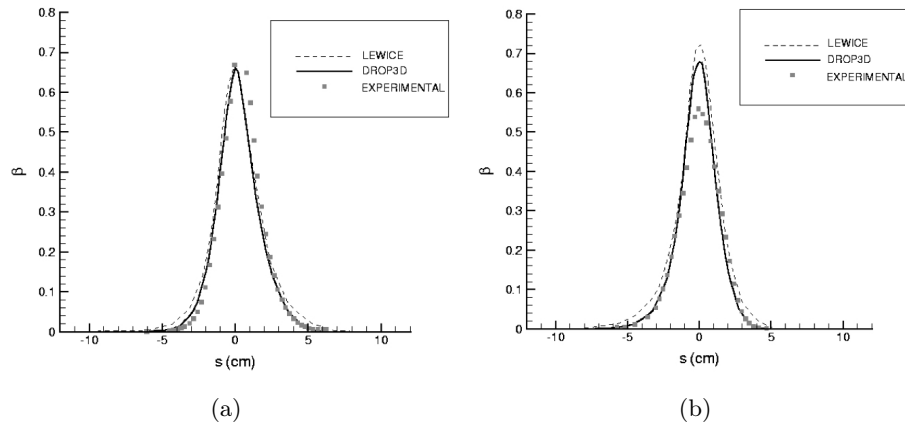 0.8
0.7
0.6
0.5
0.4
0.3
0.2
0.1
0
β
-10
-5
0
5
10
s (cm)
LEWICE
DROP3D
EXPERIMENTAL
(a)
0.8
0.7
0.6
0.5
0.4
0.3
0.2
0.1
0
β
-10
-5
0
5
10
s (cm)
LEWICE
DROP3D
EXPERIMENTAL
(b)